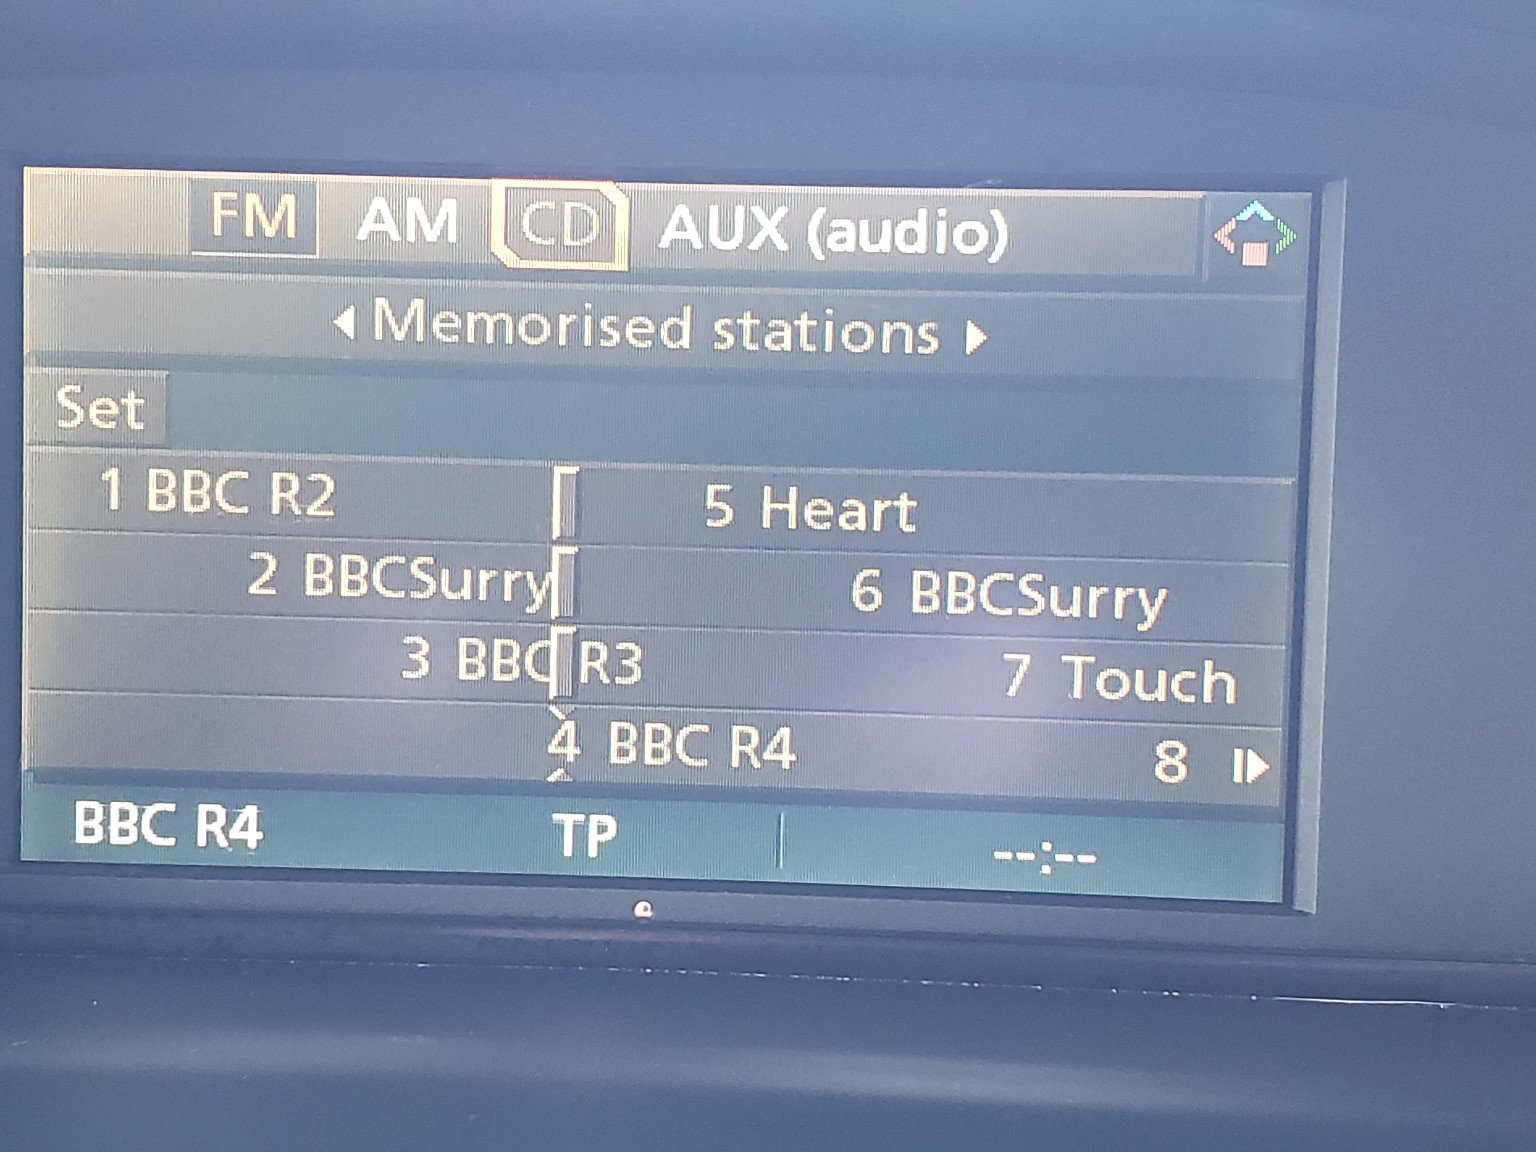 FM AM CD AUX (audio)
Memorised stations
Set
1 BBC R2 5 Heart
2 BBCSurry 6 BBCSurry
3 BBC R3 7 Touch
4 BBC R4 8
BBC R4 TP --:--